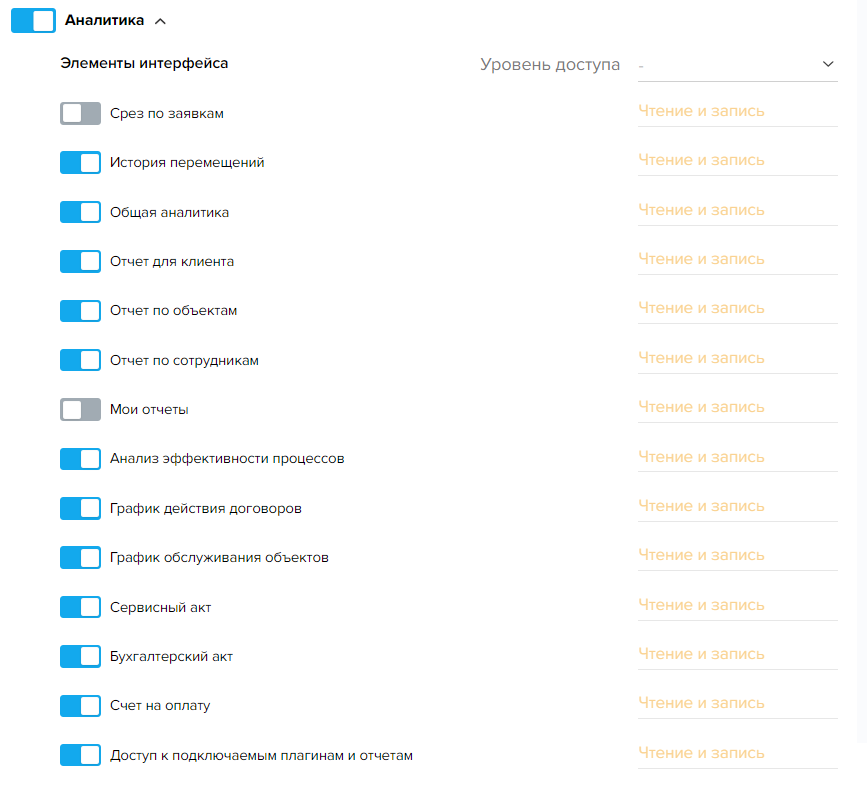 Аналитика
Элементы интерфейса Уровень доступа -
Срез по заявкам Чтение и запись
История перемещений Чтение и запись
Общая аналитика Чтение и запись
Отчет для клиента Чтение и запись
Отчет по объектам Чтение и запись
Отчет по сотрудникам Чтение и запись
Мои отчеты Чтение и запись
Анализ эффективности процессов Чтение и запись
График действия договоров Чтение и запись
График обслуживания объектов Чтение и запись
Сервисный акт Чтение и запись
Бухгалтерский акт Чтение и запись
Счет на оплату Чтение и запись
Доступ к подключаемым плагинам и отчетам Чтение и запись